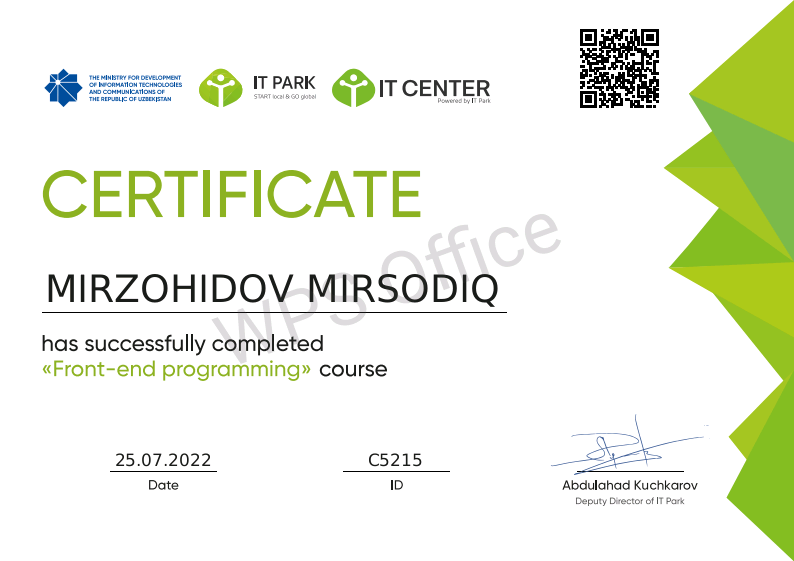 THE MINISTRY FOR DEVELOPMENT
OF INFORMATION TECHNOLOGIES
AND COMMUNICATIONS OF
THE REPUBLIC OF UZBEKISTAN
IT PARK
START local & GO global
IT CENTER
Powered by IT Park
CERTIFICATE
WPS Office
MIRZOHIDOV MIRSODIQ
has successfully completed
«Front-end programming» course
25.07.2022
Date
C5215
ID
Abdulahad Kuchkarov
Deputy Director of IT Park